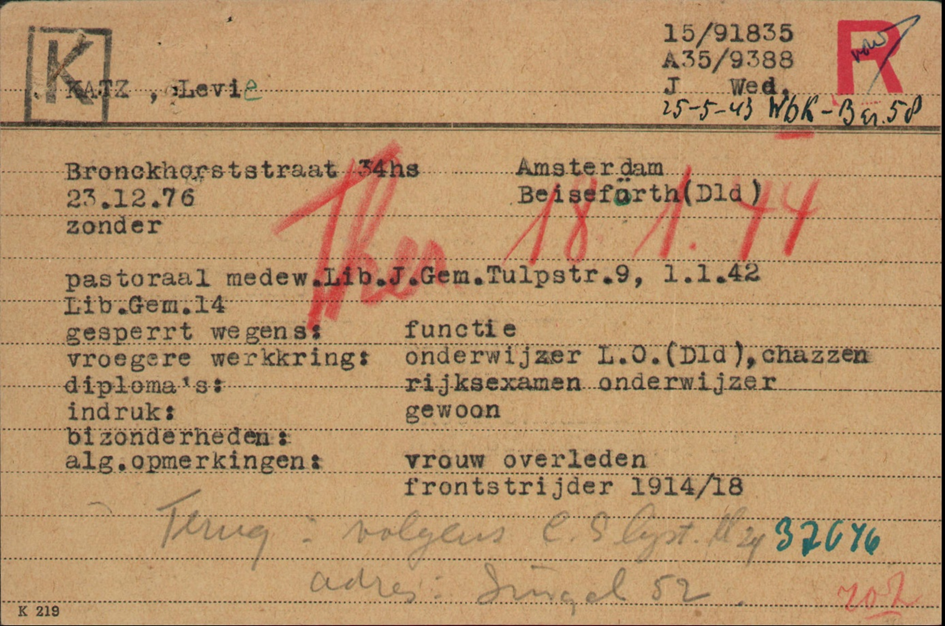 K
R
15/91835
A35/9388
KATZ , Levie
J Wed.
25-5-43 WbK-Ber.58
Bronckhorststraat 34hs Amsterdam
23.12.76 Beiseförth(Dld)
zonder
Ther 18.1.44
pastoraal medew.Lib.J.Gem.Tulpstr.9, 1.1.42
Lib.Gem.14
gesperrt wegens: functie
vroegere werkkring: onderwijzer L.O.(Dld),chazzen
diploma's: rijksexamen onderwijzer
indruk: gewoon
bizonderheden:
alg.opmerkingen: vrouw overleden
frontstrijder 1914/18
Terug : volgens C.S lyst.
adres: Singel 52.
K 219